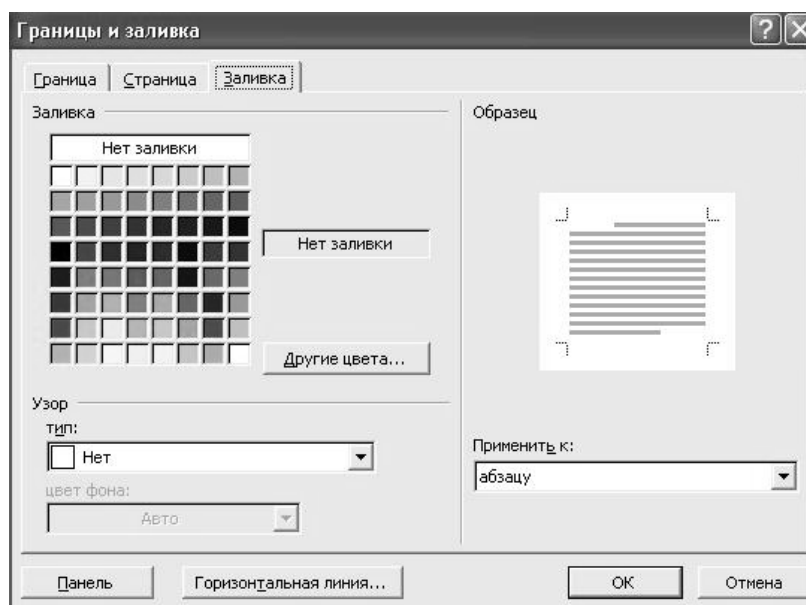 Границы и заливка
Граница Страница Заливка
Заливка
Нет заливки
Нет заливки
Другие цвета...
Узор
тип:
Нет
цвет фона:
Авто
Образец
Применить к:
абзацу
Панель Горизонтальная линия... ОК Отмена